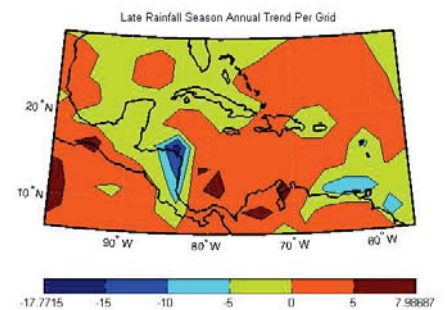 Late Rainfall Season Annual Trend Per Grid
20°N
10°N
90°W
80°W
70°W
60°W
-17.7715 -15 -10 -5 0 5 7.98687